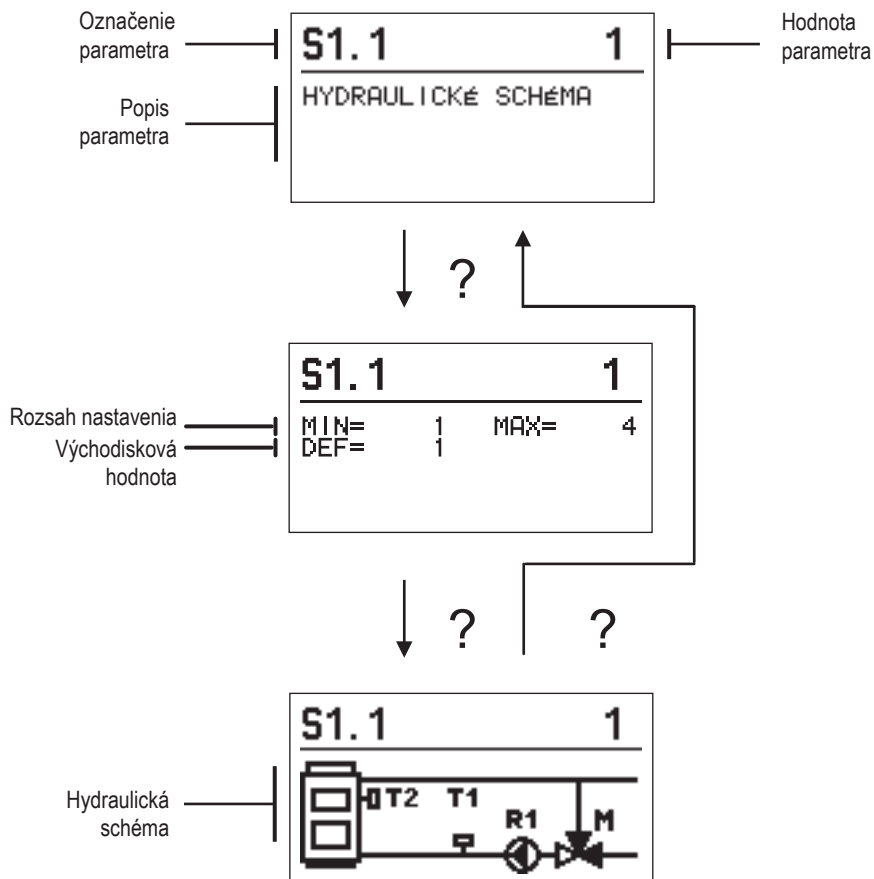 Označenie
parametra
S1.1 1
Hodnota
parametra
Popis
parametra
HYDRAULICKÉ SCHÉMA
?
S1.1 1
Rozsah nastavenia
MIN= 1 MAX= 4
Východisková
hodnota
DEF= 1
? ?
S1.1 1
Hydraulická
schéma
T2 T1
R1 M